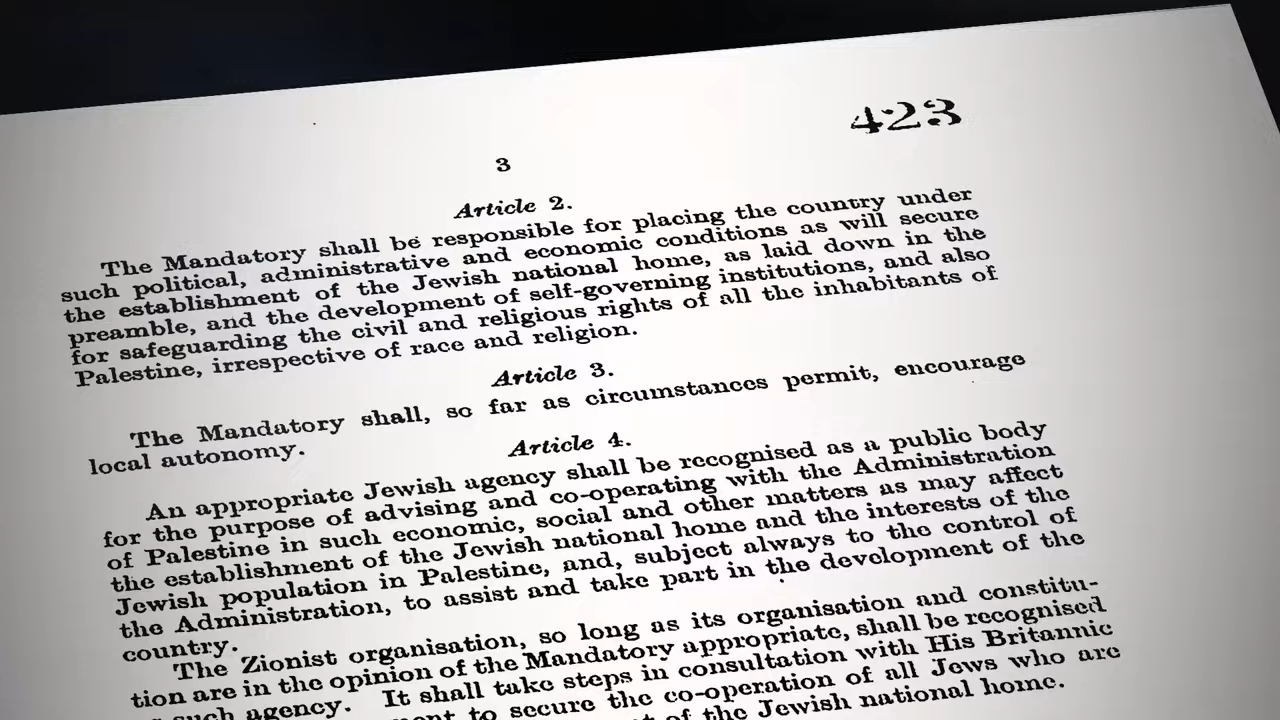 423
3
Article 2.
The Mandatory shall be responsible for placing the country under
such political, administrative and economic conditions as will secure
the establishment of the Jewish national home, as laid down in the
preamble, and the development of self-governing institutions, and also
for safeguarding the civil and religious rights of all the inhabitants of
Palestine, irrespective of race and religion.
Article 3.
The Mandatory shall, so far as circumstances permit, encourage
local autonomy.
Article 4.
An appropriate Jewish agency shall be recognised as a public body
for the purpose of advising and co-operating with the Administration
of Palestine in such economic, social and other matters as may affect
the establishment of the Jewish national home and the interests of the
Jewish population in Palestine, and, subject always to the control of
the Administration, to assist and take part in the development of the
country.
The Zionist organisation, so long as its organisation and constitu-
tion are in the opinion of the Mandatory appropriate, shall be recognised
such agency. It shall take steps in consultation with His Britannic
to secure the co-operation of all Jews who are
of the Jewish national home.